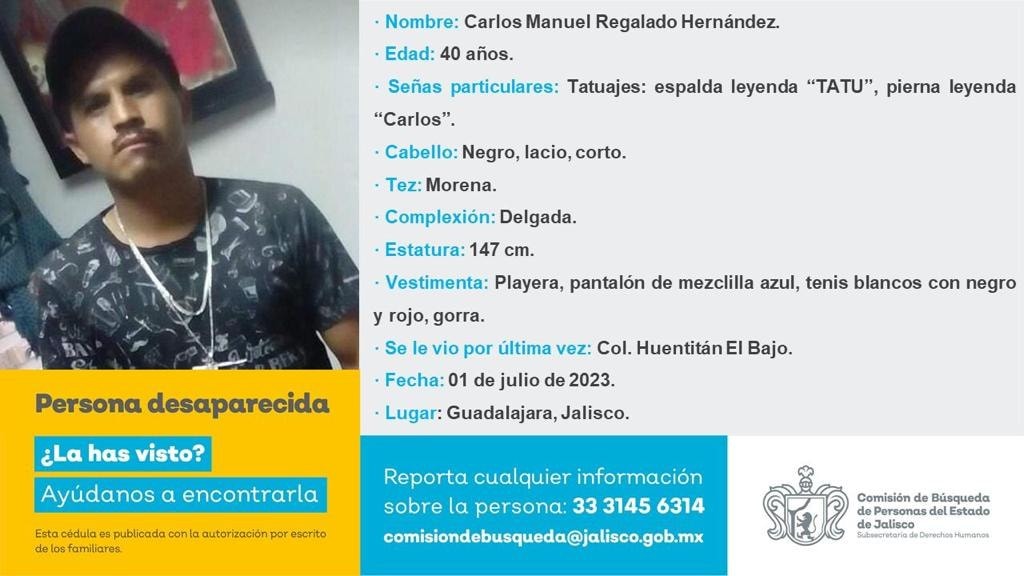 · Nombre: Carlos Manuel Regalado Hernández.
· Edad: 40 años.
· Señas particulares: Tatuajes: espalda leyenda “TATU”, pierna leyenda
“Carlos”.
· Cabello: Negro, lacio, corto.
· Tez: Morena.
· Complexión: Delgada.
· Estatura: 147 cm.
· Vestimenta: Playera, pantalón de mezclilla azul, tenis blancos con negro
y rojo, gorra.
· Se le vio por última vez: Col. Huentitán El Bajo.
· Fecha: 01 de julio de 2023.
· Lugar: Guadalajara, Jalisco.
Persona desaparecida
¿La has visto?
Ayúdanos a encontrarla
Esta cédula es publicada con la autorización por escrito
de los familiares.
Reporta cualquier información
sobre la persona: 33 3145 6314
comisiondebusqueda@jalisco.gob.mx
Comisión de Búsqueda
de Personas del Estado
de Jalisco
Subsecretaría de Derechos Humanos